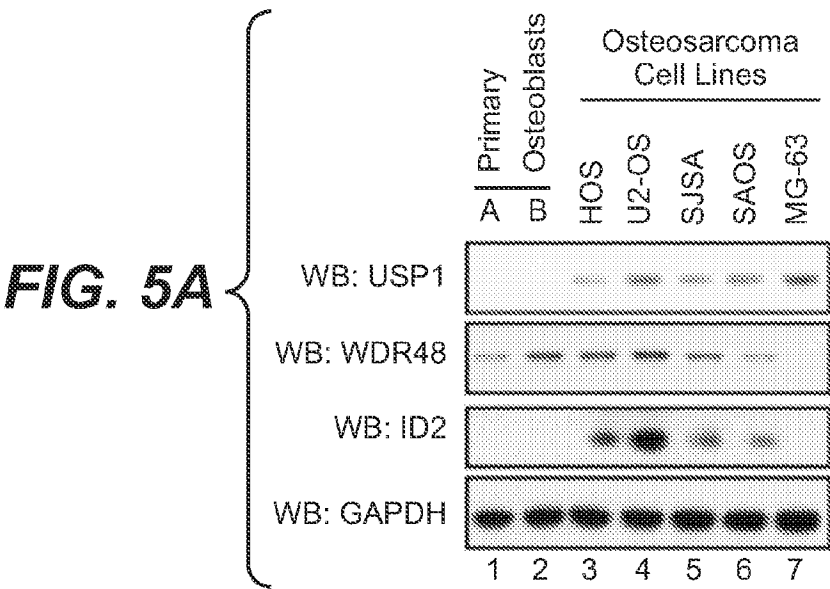 Osteosarcoma
Cell Lines
Primary
Osteoblasts
A
B
HOS
U2-OS
SJSA
SAOS
MG-63
FIG. 5A
WB: USP1
WB: WDR48
WB: ID2
WB: GAPDH
1 2 3 4 5 6 7